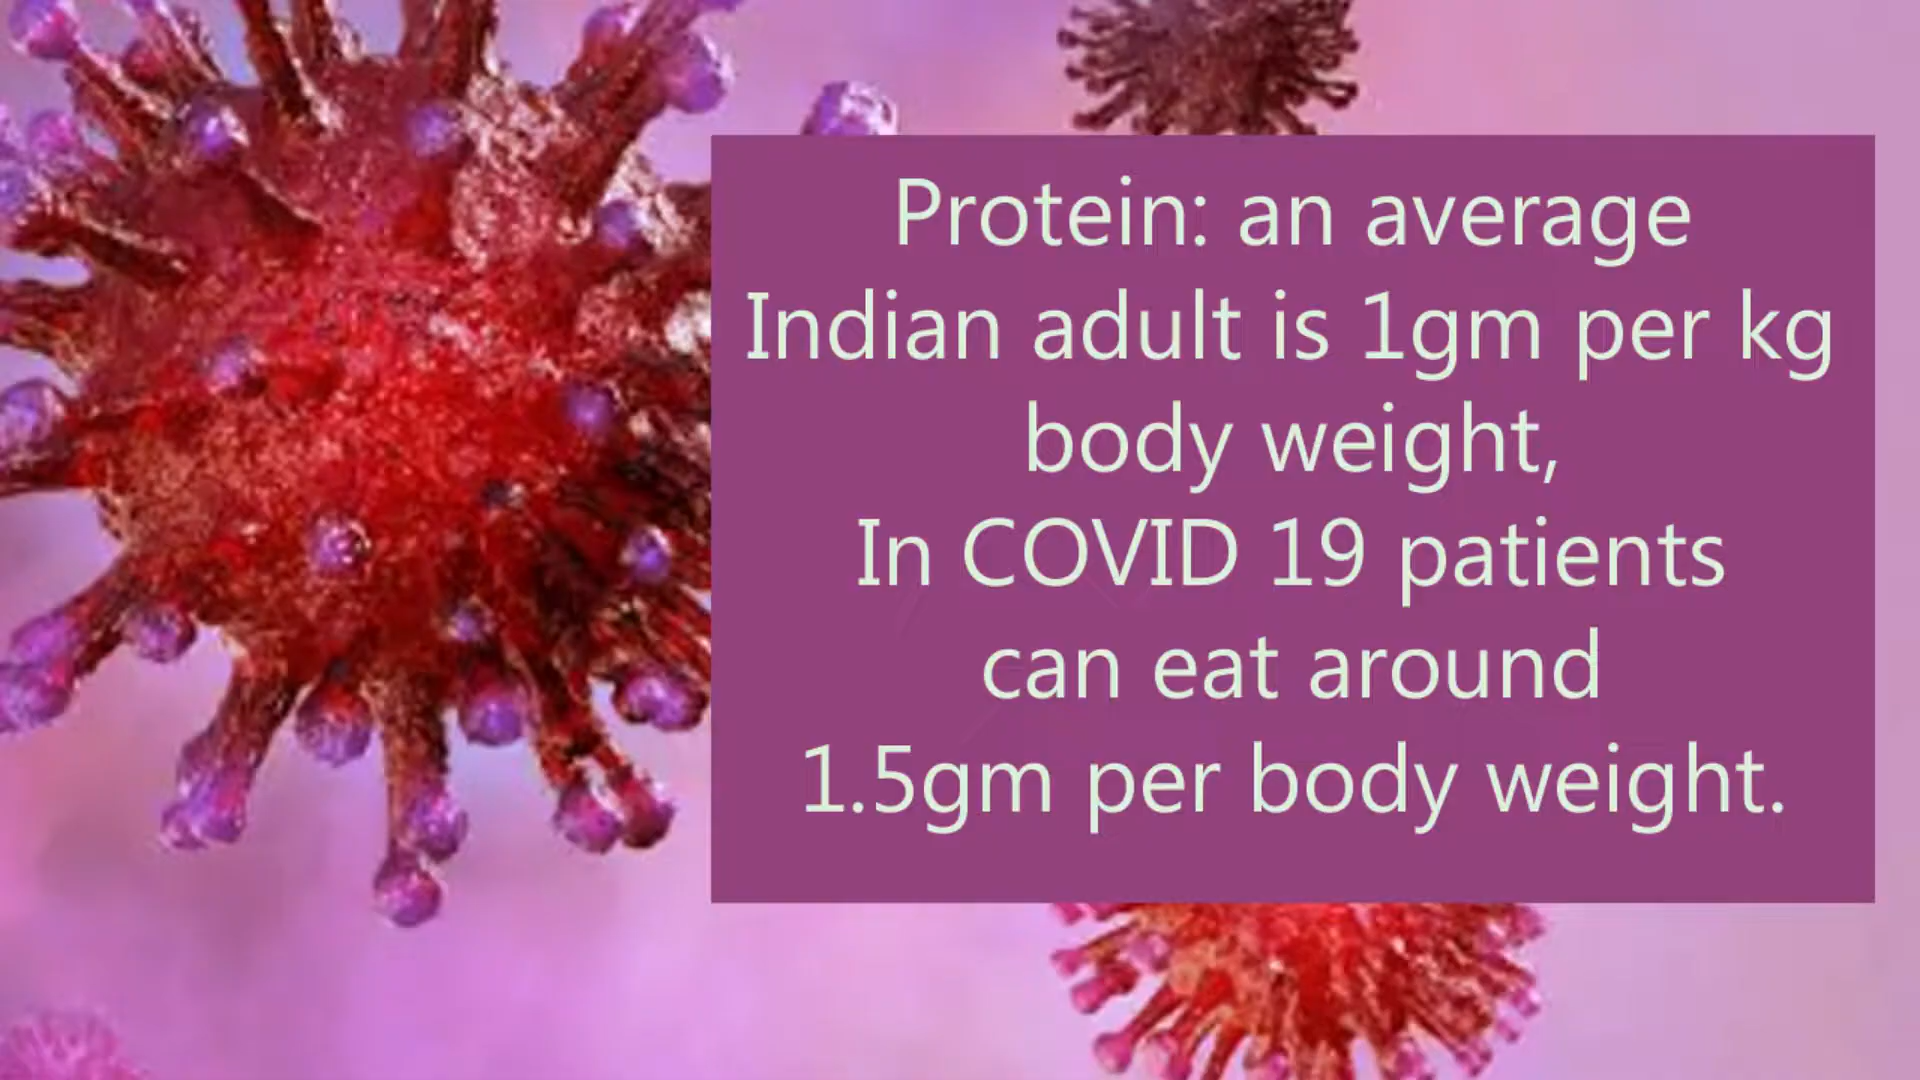 Protein: an average
Indian adult is 1gm per kg
body weight,
In COVID 19 patients
can eat around
1.5gm per body weight.